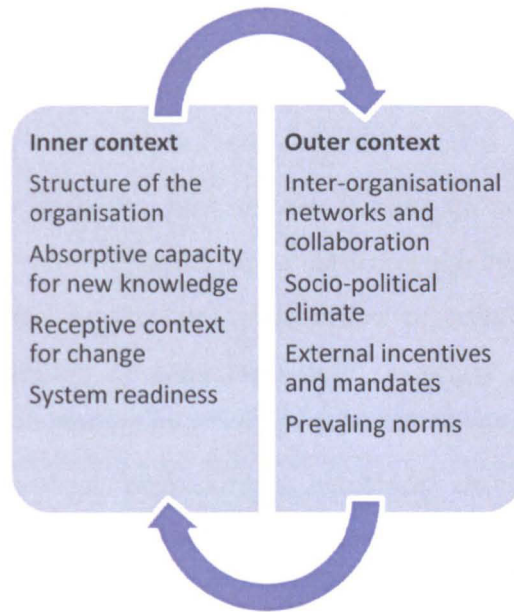 Inner context
Structure of the
organisation
Absorptive capacity
for new knowledge
Receptive context
for change
System readiness
Outer context
Inter-organisational
networks and
collaboration
Socio-political
climate
External incentives
and mandates
Prevaling norms